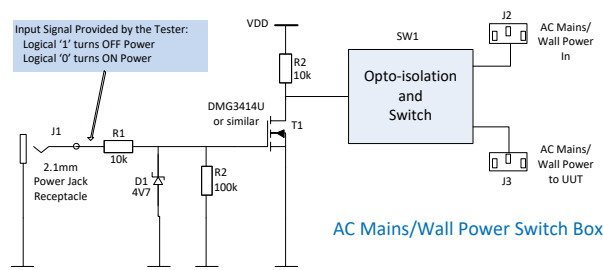 Input Signal Provided by the Tester:
Logical ‘1’ turns OFF Power
Logical ‘0’ turns ON Power
VDD
R2
10k
SW1
Opto-isolation
and
Switch
J2
AC Mains/
Wall Power
In
DMG3414U
or similar
T1
J1
R1
10k
2.1mm
Power Jack
Receptacle
D1
4V7
R2
100k
J3
AC Mains/
Wall Power
to UUT
AC Mains/Wall Power Switch Box